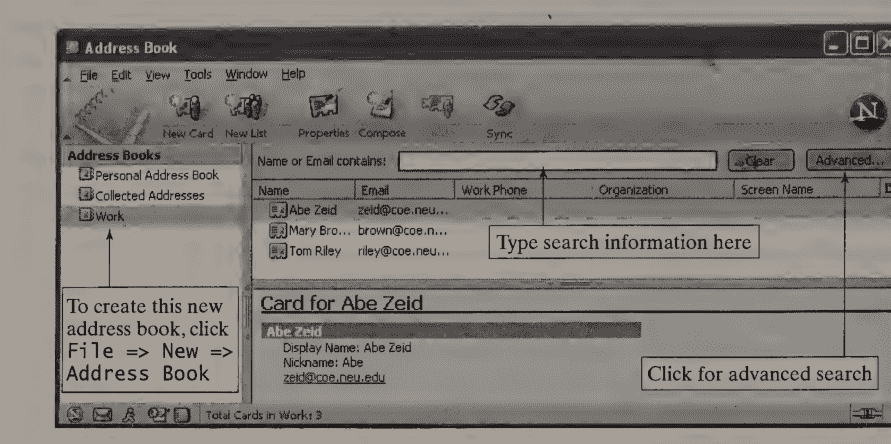 Address Book
File Edit View Tools Window Help
New Card New List Properties Compose Sync
N
Address Books
Name or Email contains: Clear Advanced...
Personal Address Book
Collected Addresses
Work
Name Email Work Phone Organization Screen Name
Abe Zeid zeid@coe.neu...
Mary Bro... brown@coe.n...
Tom Riley riley@coe.neu...
Type search information here
To create this new
address book, click
File => New =>
Address Book
Card for Abe Zeid
Abe Zeid
Display Name: Abe Zeid
Nickname: Abe
zeid@coe.neu.edu
Click for advanced search
Total Cards in Work: 3